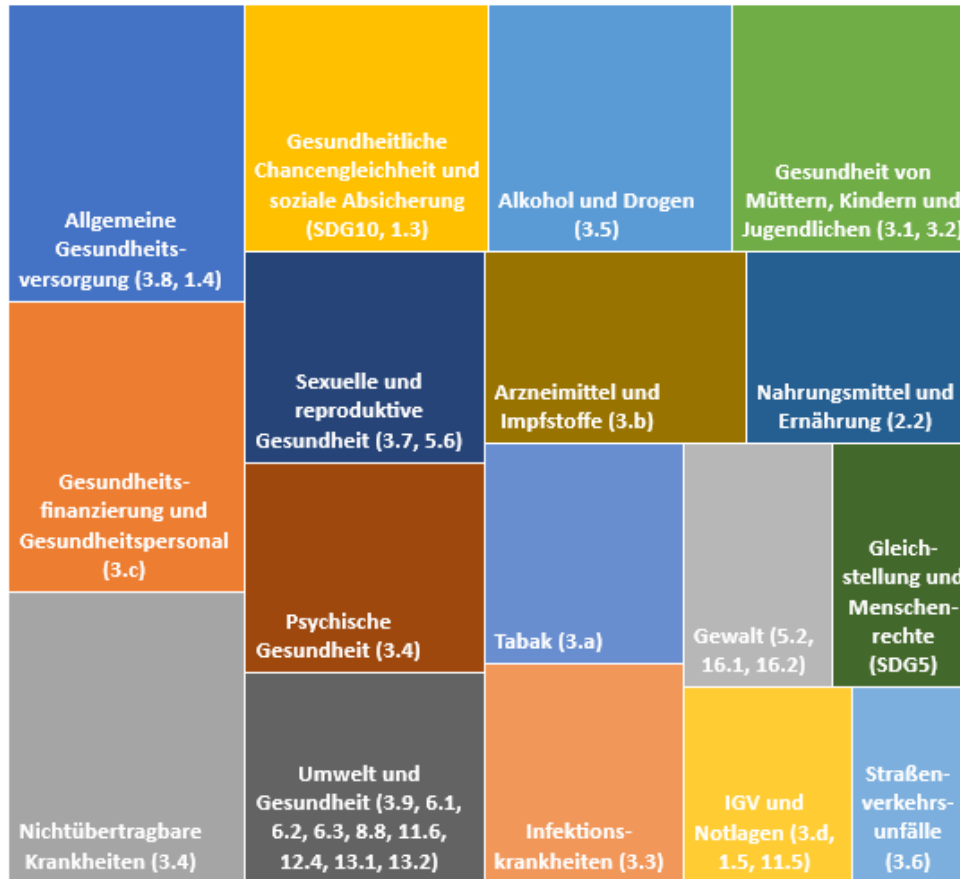 Allgemeine
Gesundheits-
versorgung (3.8, 1.4)
Gesundheitliche
Chancengleichheit und
soziale Absicherung
(SDG10, 1.3)
Alkohol und Drogen
(3.5)
Gesundheit von
Müttern, Kindern und
Jugendlichen (3.1, 3.2)
Gesundheits-
finanzierung und
Gesundheitspersonal
(3.c)
Sexuelle und
reproduktive
Gesundheit (3.7, 5.6)
Arzneimittel und
Impfstoffe (3.b)
Nahrungsmittel und
Ernährung (2.2)
Psychische
Gesundheit (3.4)
Tabak (3.a)
Gewalt (5.2,
16.1, 16.2)
Gleich-
stellung und
Menschen-
rechte
(SDG5)
Nichtübertragbare
Krankheiten (3.4)
Umwelt und
Gesundheit (3.9, 6.1,
6.2, 6.3, 8.8, 11.6,
12.4, 13.1, 13.2)
Infektions-
krankheiten (3.3)
IGV und
Notlagen (3.d,
1.5, 11.5)
Straßen-
verkehrs-
unfälle
(3.6)